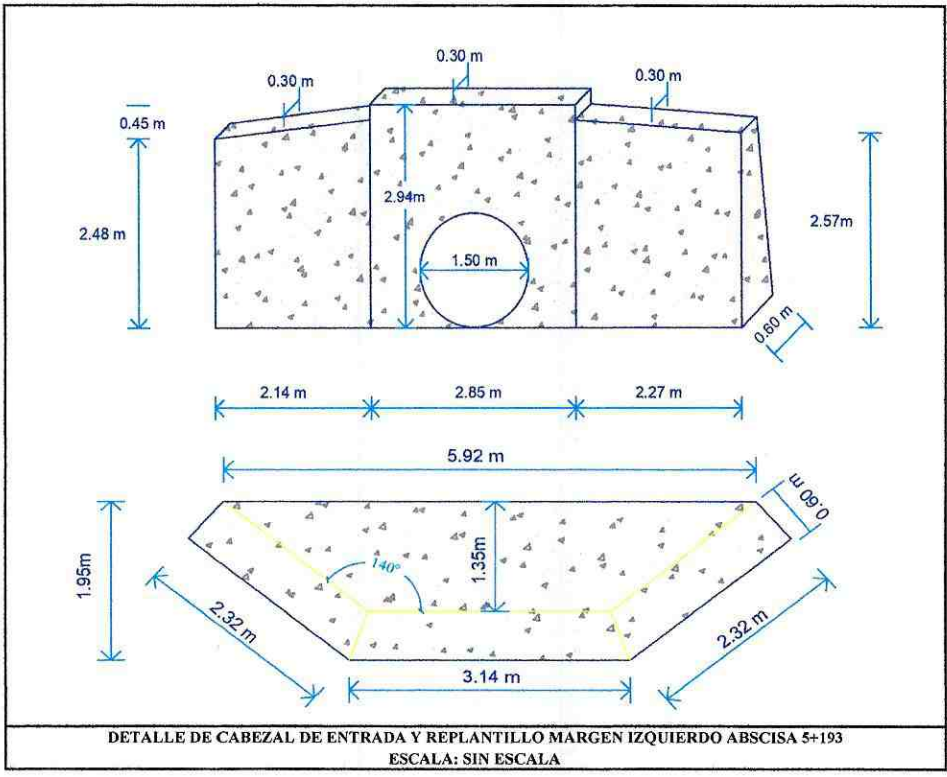 0.30 m
0.30 m
0.30 m
0.45 m
2.48 m
2.94m
2.57m
1.50 m
0.60 m
2.14 m
2.85 m
2.27 m
5.92 m
0.60 m
1.95m
1.35m
140°
2.32 m
2.32 m
3.14 m
DETALLE DE CABEZAL DE ENTRADA Y REPLANTILLO MARGEN IZQUIERDO ABSCISA 5+193
ESCALA: SIN ESCALA